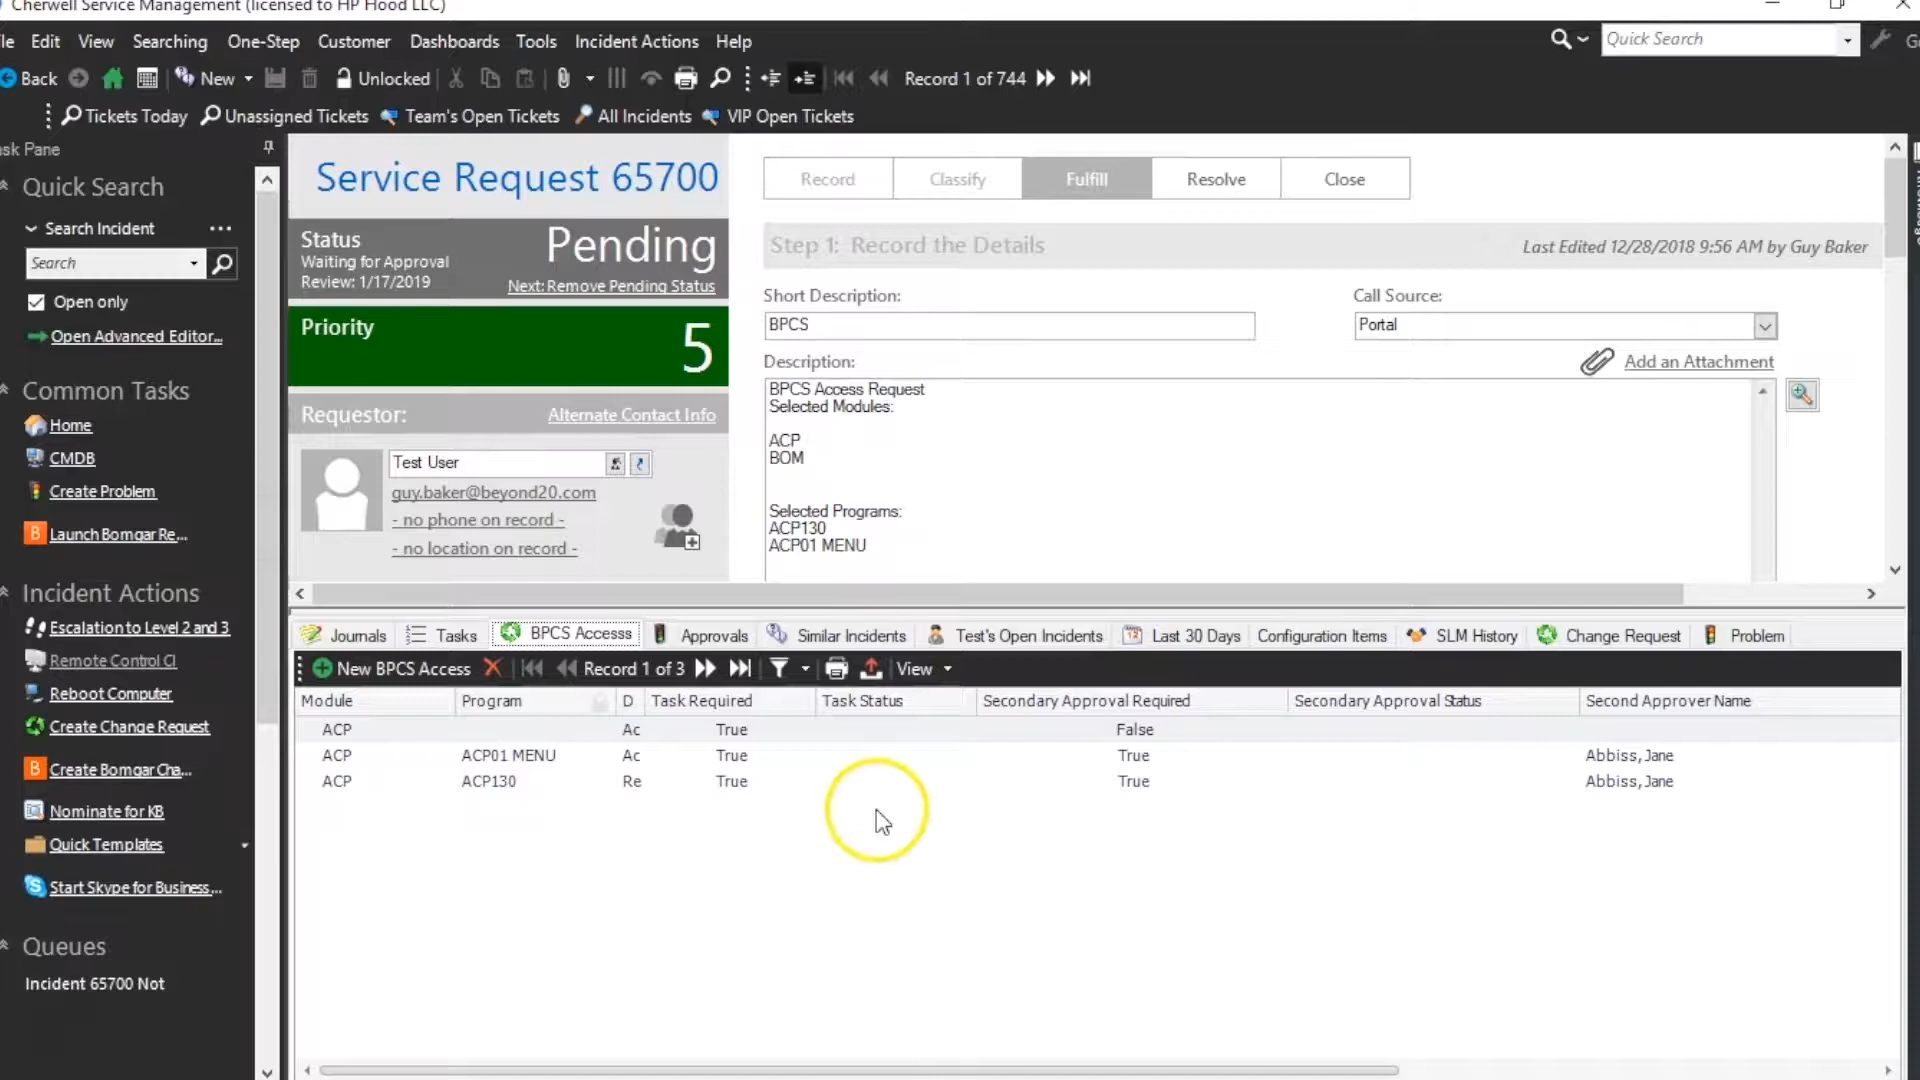 Cherwell Service Management (licensed to HP Hood LLC)
Edit View Searching One-Step Customer Dashboards Tools Incident Actions Help
Quick Search
Back New Unlocked Record 1 of 744
Tickets Today Unassigned Tickets Team's Open Tickets All Incidents VIP Open Tickets
Pane
Quick Search
Search Incident
Search
Open only
Open Advanced Editor...
Common Tasks
Home
CMDB
Create Problem
B Launch Bomgar Re...
Incident Actions
Escalation to Level 2 and 3
Remote Control CI
Reboot Computer
Create Change Request
B Create Bomgar Cha...
Nominate for KB
Quick Templates
Start Skype for Business...
Queues
Incident 65700 Not
Service Request 65700
Status Pending
Waiting for Approval
Review: 1/17/2019 Next: Remove Pending Status
Priority 5
Requestor: Alternate Contact Info
Test User
guy.baker@beyond20.com
- no phone on record -
- no location on record -
Record Classify Fulfill Resolve Close
Step 1: Record the Details Last Edited 12/28/2018 9:56 AM by Guy Baker
Short Description: Call Source:
BPCS Portal
Description: Add an Attachment
BPCS Access Request
Selected Modules:
ACP
BOM
Selected Programs:
ACP130
ACP01 MENU
Journals Tasks BPCS Accesss Approvals Similar Incidents Test's Open Incidents Last 30 Days Configuration Items SLM History Change Request Problem
New BPCS Access Record 1 of 3 View
Module Program D Task Required Task Status Secondary Approval Required Secondary Approval Status Second Approver Name
ACP Ac True False
ACP ACP01 MENU Ac True True Abbiss, Jane
ACP ACP130 Re True True Abbiss, Jane